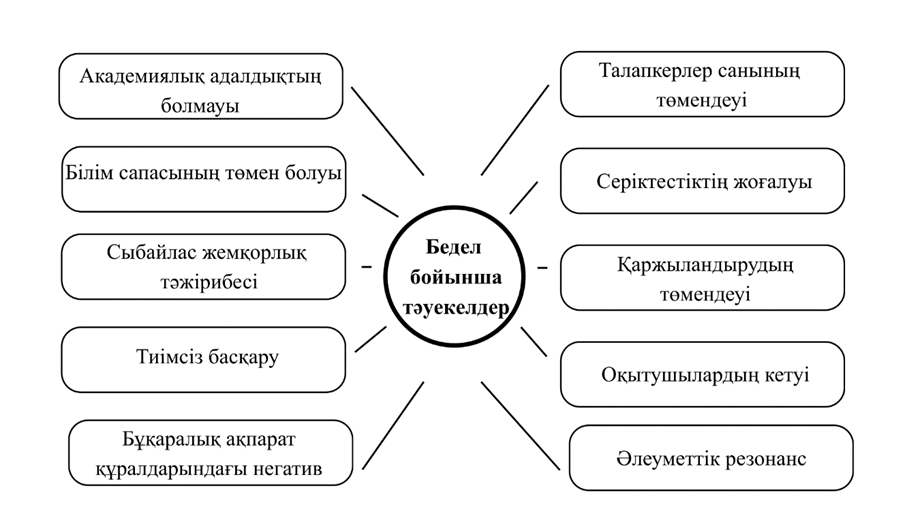 Академиялық адалдықтың
болмауы
Білім сапасының төмен болуы
Сыбайлас жемқорлық
тәжірибесі
Тиімсіз басқару
Бұқаралық ақпарат
құралдарындағы негатив
Бедел
бойынша
тәуекелдер
Талапкерлер санының
төмендеуі
Серіктестіктің жоғалуы
Қаржыландырудың
төмендеуі
Оқытушылардың кетуі
Әлеуметтік резонанс